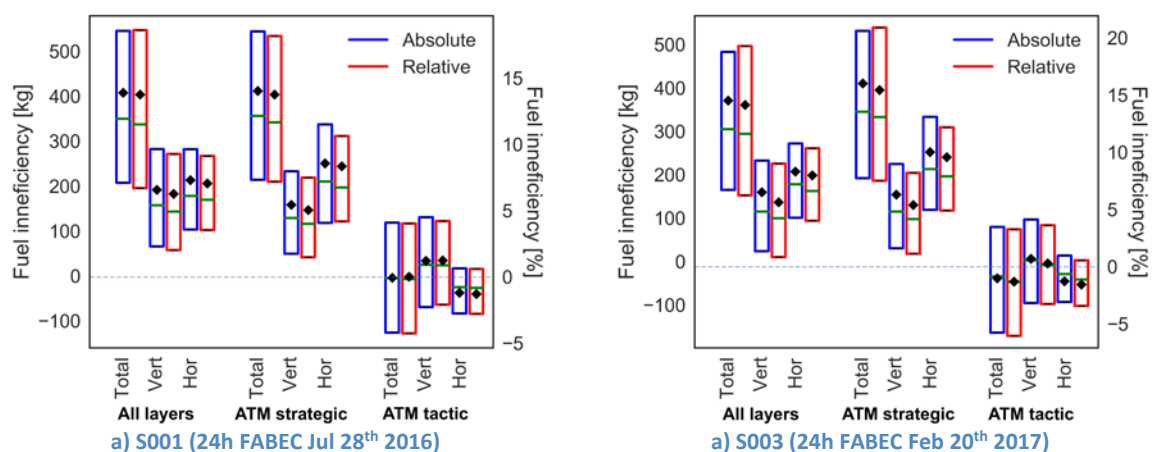 Fuel inneficiency [kg]
500
400
300
200
100
0
−100
Absolute
Relative
15
10
5
0
−5
Fuel inneficiency [%]
Total
Vert
Hor
Total
Vert
Hor
Total
Vert
Hor
All layers
ATM strategic
ATM tactic
a) S001 (24h FABEC Jul 28th 2016)
Fuel inneficiency [kg]
500
400
300
200
100
0
−100
Absolute
Relative
20
15
10
5
0
−5
Fuel inneficiency [%]
Total
Vert
Hor
Total
Vert
Hor
Total
Vert
Hor
All layers
ATM strategic
ATM tactic
a) S003 (24h FABEC Feb 20th 2017)